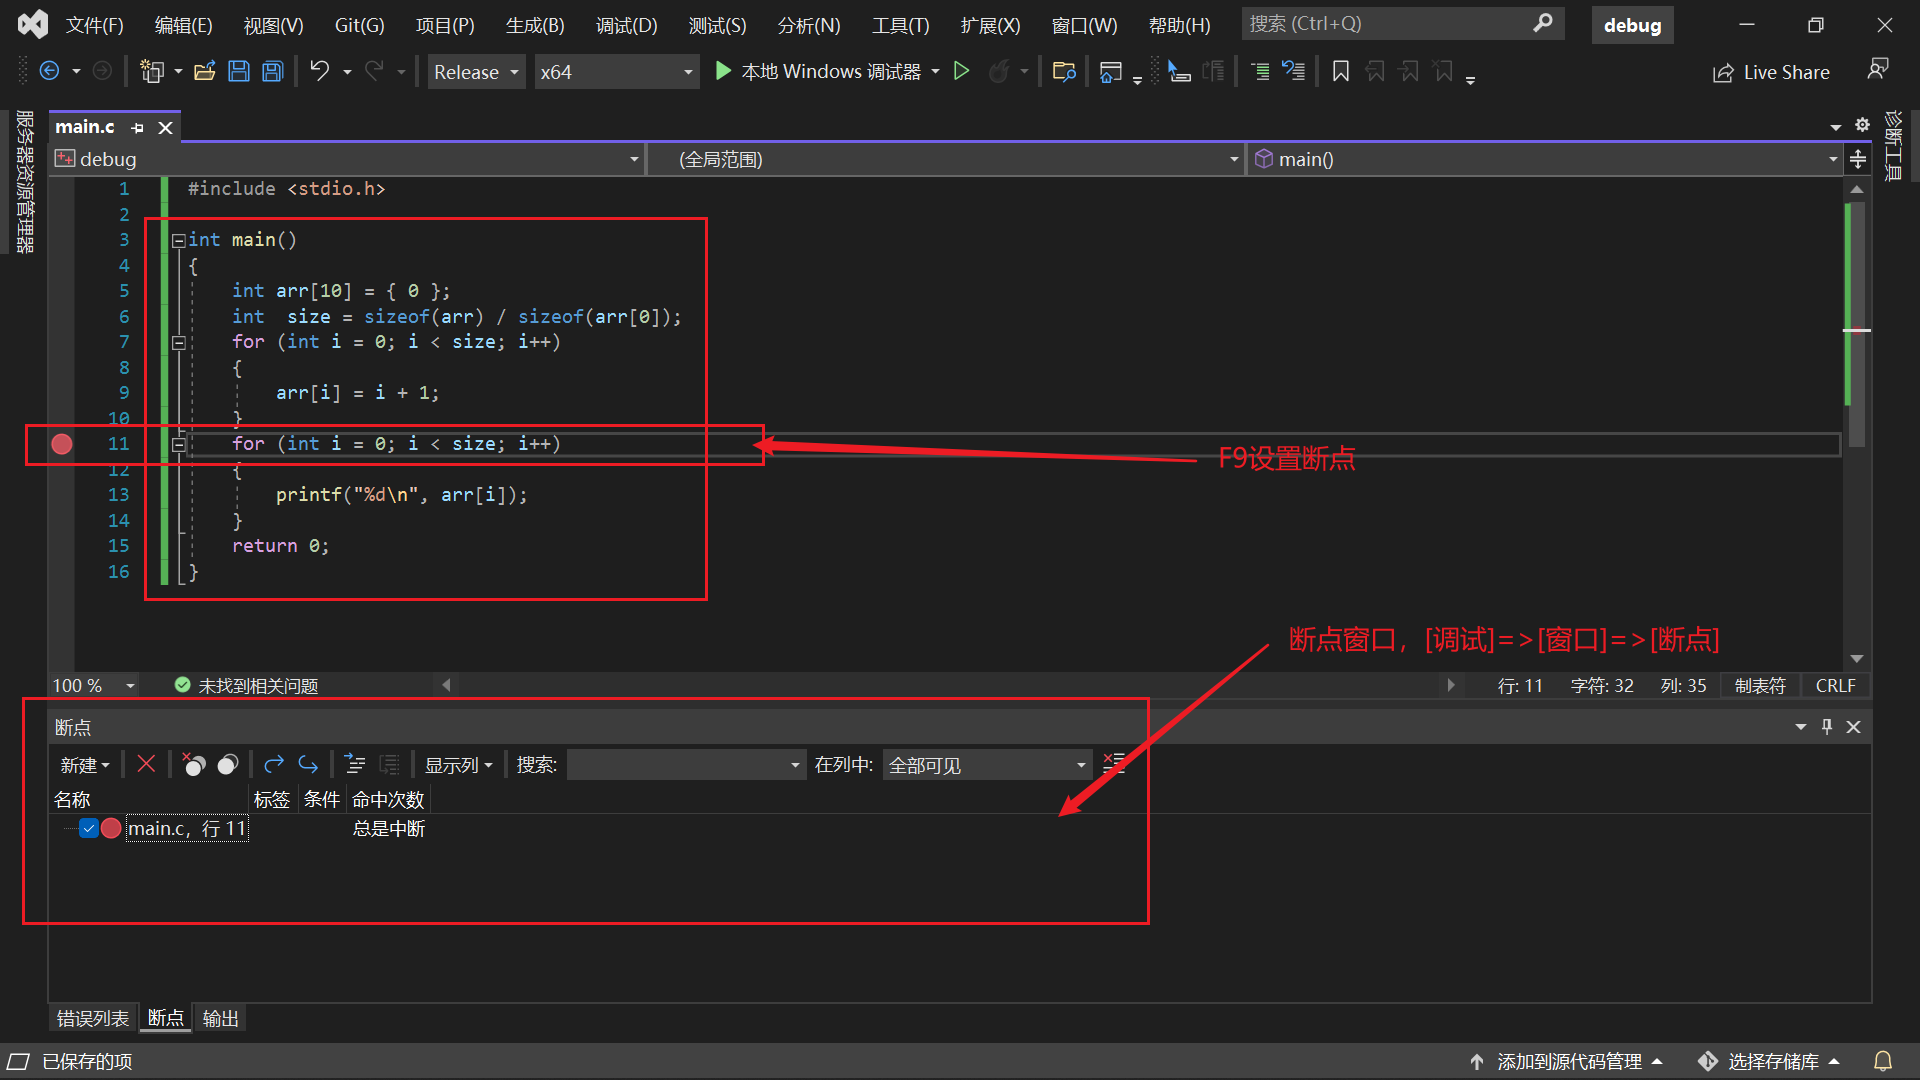 文件(F) 编辑(E) 视图(V) Git(G) 项目(P) 生成(B) 调试(D) 测试(S) 分析(N) 工具(T) 扩展(X) 窗口(W) 帮助(H) 搜索 (Ctrl+Q) debug
Release x64 本地 Windows 调试器 Live Share
服务器资源管理器
诊断工具
main.c
debug (全局范围) main()
1 #include <stdio.h>
2
3 int main()
4 {
5 int arr[10] = { 0 };
6 int  size = sizeof(arr) / sizeof(arr[0]);
7 for (int i = 0; i < size; i++)
8 {
9 arr[i] = i + 1;
10 }
11 for (int i = 0; i < size; i++)
F9设置断点
12 {
13 printf("%d\n", arr[i]);
14 }
15 return 0;
16 }
断点窗口，[调试]=>[窗口]=>[断点]
100 % 未找到相关问题 行: 11 字符: 32 列: 35 制表符 CRLF
断点
新建 显示列 搜索: 在列中: 全部可见
名称 标签 条件 命中次数
main.c，行 11 总是中断
错误列表 断点 输出
已保存的项 添加到源代码管理 选择存储库